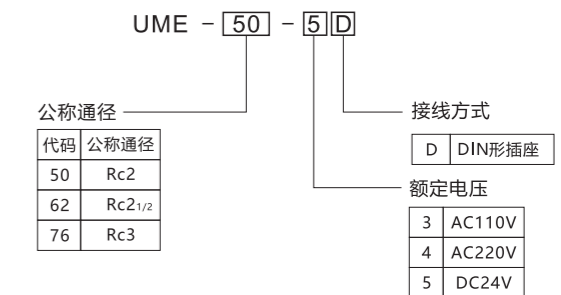 UME - 50 - 5 D
公称通径
代码 公称通径
50 Rc2
62 Rc21/2
76 Rc3
接线方式
D DIN形插座
额定电压
3 AC110V
4 AC220V
5 DC24V